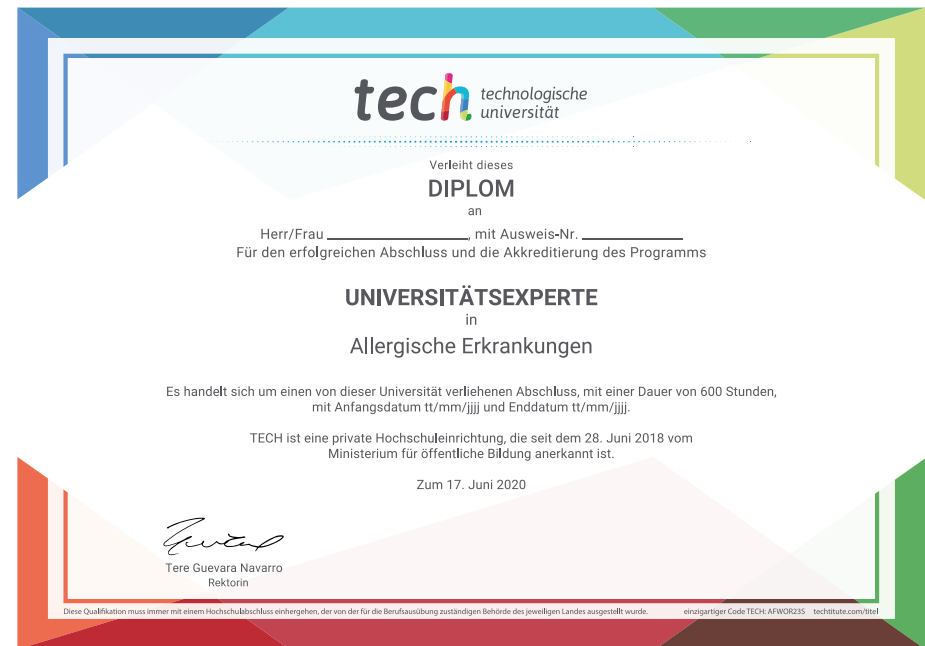 tech technologische
universität
Verleiht dieses
DIPLOM
an
Herr/Frau ____________, mit Ausweis-Nr. ____________
Für den erfolgreichen Abschluss und die Akkreditierung des Programms
UNIVERSITÄTSEXPERTE
in
Allergische Erkrankungen
Es handelt sich um einen von dieser Universität verliehenen Abschluss, mit einer Dauer von 600 Stunden,
mit Anfangsdatum tt/mm/jjjj und Enddatum tt/mm/jjjj.
TECH ist eine private Hochschuleinrichtung, die seit dem 28. Juni 2018 vom
Ministerium für öffentliche Bildung anerkannt ist.
Zum 17. Juni 2020
Tere Guevara Navarro
Rektorin
Diese Qualifikation muss immer mit einem Hochschulabschluss einhergehen, der von der für die Berufsausübung zuständigen Behörde des jeweiligen Landes ausgestellt wurde. einzigartiger Code TECH: AFWOR23S techtitute.com/titel